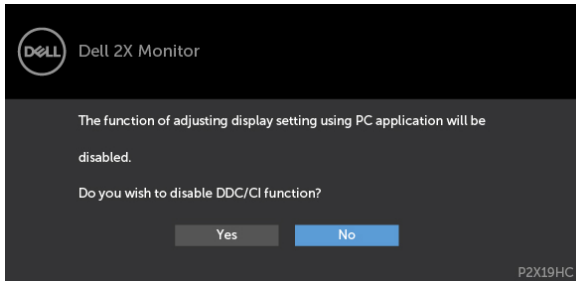 DELL
Dell 2X Monitor
The function of adjusting display setting using PC application will be
disabled.
Do you wish to disable DDC/CI function?
Yes No
P2X19HC